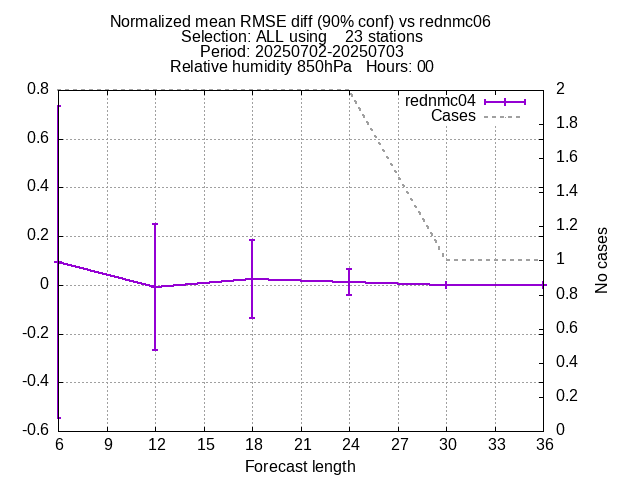 Normalized mean RMSE diff (90% conf) vs rednmc06
Selection: ALL using    23 stations
Period: 20250702-20250703
Relative humidity 850hPa   Hours: 00
rednmc04
Cases
0.8
0.6
0.4
0.2
0
-0.2
-0.4
-0.6
2
1.8
1.6
1.4
1.2
1
0.8
0.6
0.4
0.2
0
No cases
6 9 12 15 18 21 24 27 30 33 36
Forecast length